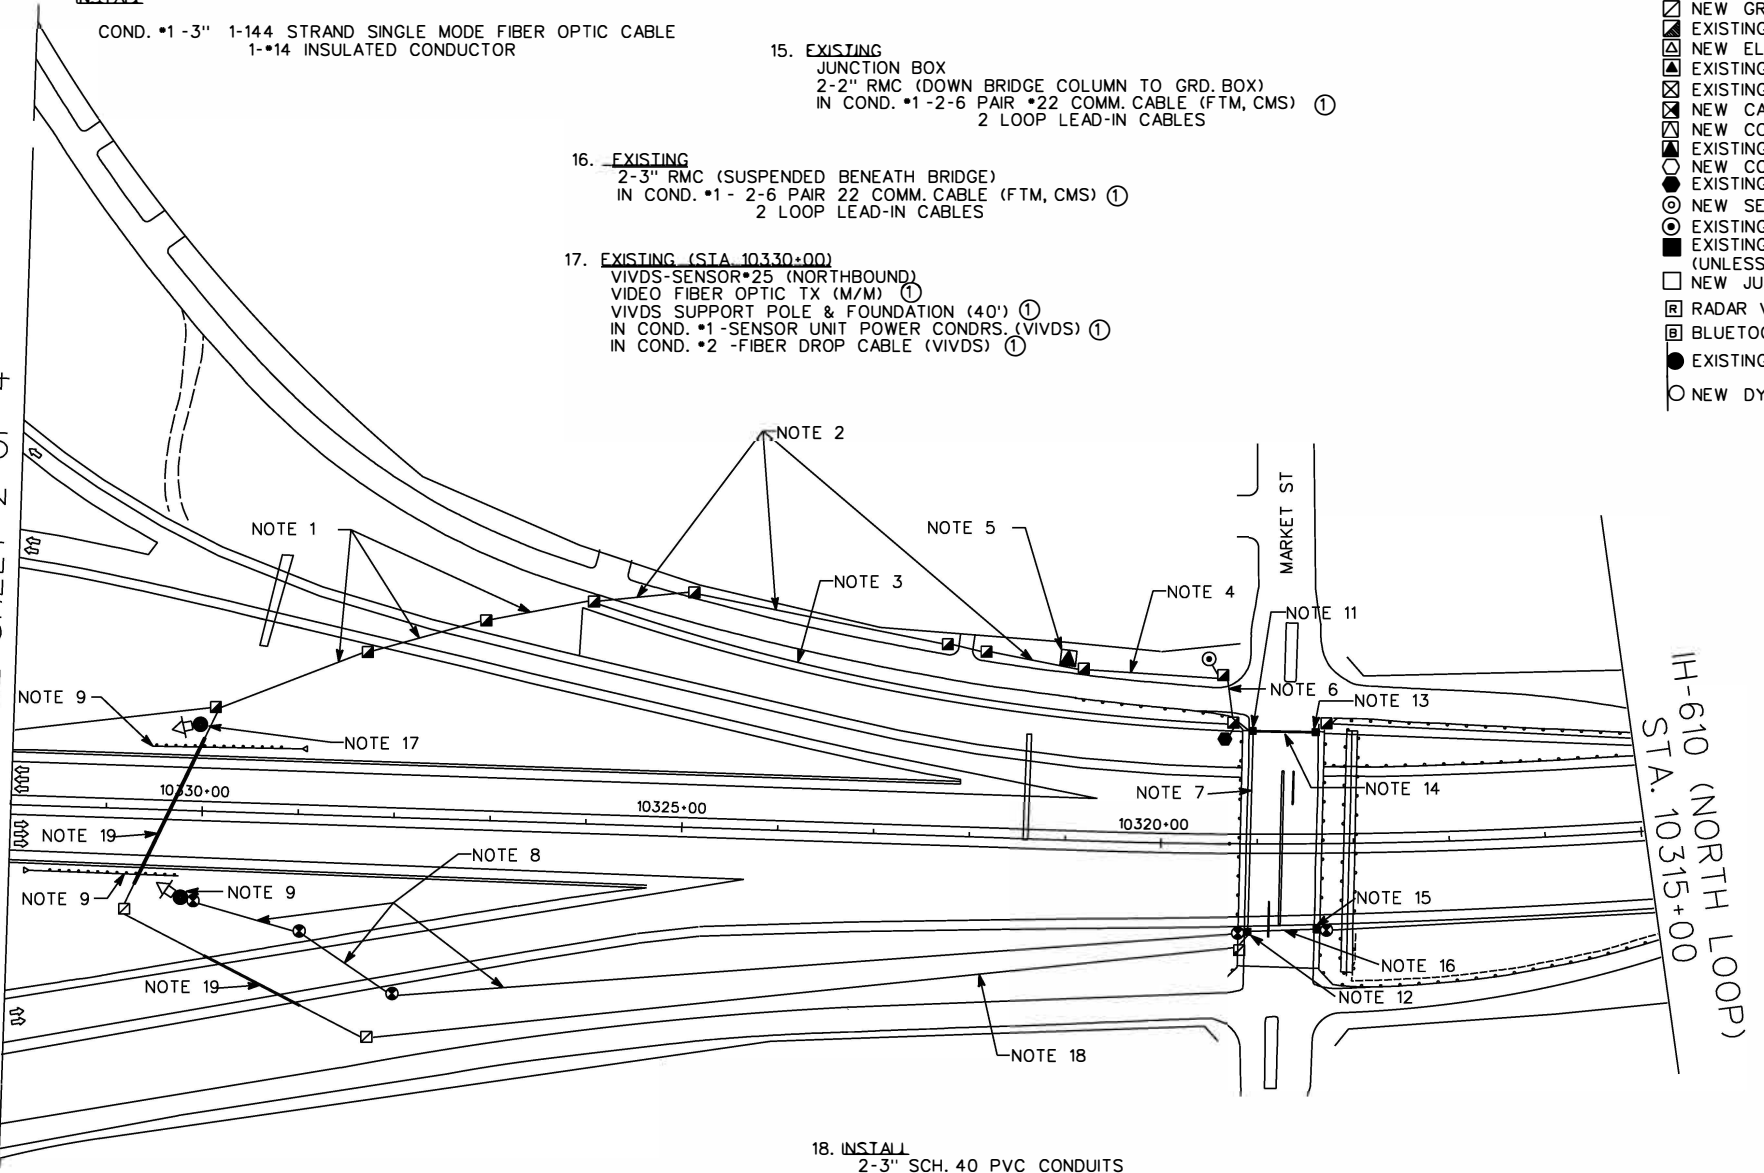 COND. #1 -3" 1-144 STRAND SINGLE MODE FIBER OPTIC CABLE
1-#14 INSULATED CONDUCTOR
15. EXISTING
JUNCTION BOX
2-2" RMC (DOWN BRIDGE COLUMN TO GRD. BOX)
IN COND. #1 -2-6 PAIR #22 COMM. CABLE (FTM, CMS) ①
2 LOOP LEAD-IN CABLES
16. EXISTING
2-3" RMC (SUSPENDED BENEATH BRIDGE)
IN COND. #1 - 2-6 PAIR 22 COMM. CABLE (FTM, CMS) ①
2 LOOP LEAD-IN CABLES
17. EXISTING (STA. 10330+00)
VIVDS-SENSOR#25 (NORTHBOUND)
VIDEO FIBER OPTIC TX (M/M) ①
VIVDS SUPPORT POLE & FOUNDATION (40') ①
IN COND. #1 -SENSOR UNIT POWER CONDRS. (VIVDS) ①
IN COND. #2 -FIBER DROP CABLE (VIVDS) ①
NEW GR
EXISTING
NEW EL
EXISTING
EXISTING
NEW CA
NEW CO
EXISTING
NEW CO
EXISTING
NEW SE
EXISTING
EXISTING
(UNLESS
NEW JU
R RADAR V
B BLUETOO
EXISTING
NEW DY
NOTE 2
NOTE 1
NOTE 5
MARKET ST
NOTE 3
NOTE 4
NOTE 11
NOTE 9
NOTE 6
NOTE 13
NOTE 17
10330+00
10325+00
10320+00
NOTE 7
NOTE 14
NOTE 19
NOTE 8
NOTE 9
NOTE 9
NOTE 15
NOTE 19
NOTE 16
NOTE 12
NOTE 18
IH-610 (NORTH LOOP)
STA. 10315+00
18. INSTALL
2-3" SCH. 40 PVC CONDUITS